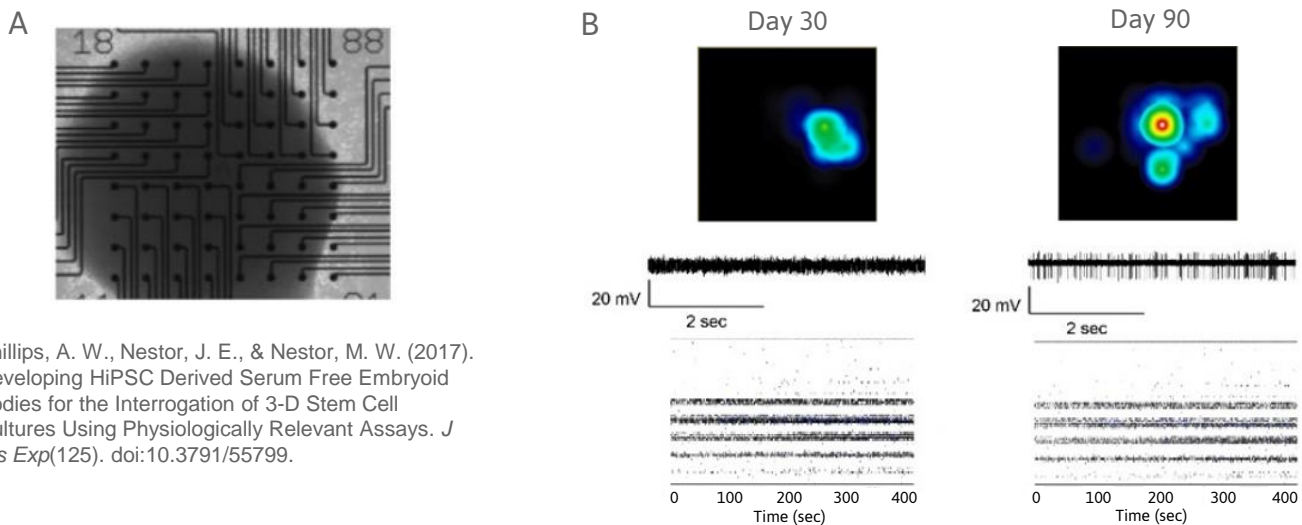 A
18
88
hillips, A. W., Nestor, J. E., & Nestor, M. W. (2017).
eveloping HiPSC Derived Serum Free Embryoid
odies for the Interrogation of 3-D Stem Cell
ultures Using Physiologically Relevant Assays. J
s Exp(125). doi:10.3791/55799.
B
Day 30
Day 90
20 mV
2 sec
20 mV
2 sec
0 100 200 300 400
Time (sec)
0 100 200 300 400
Time (sec)